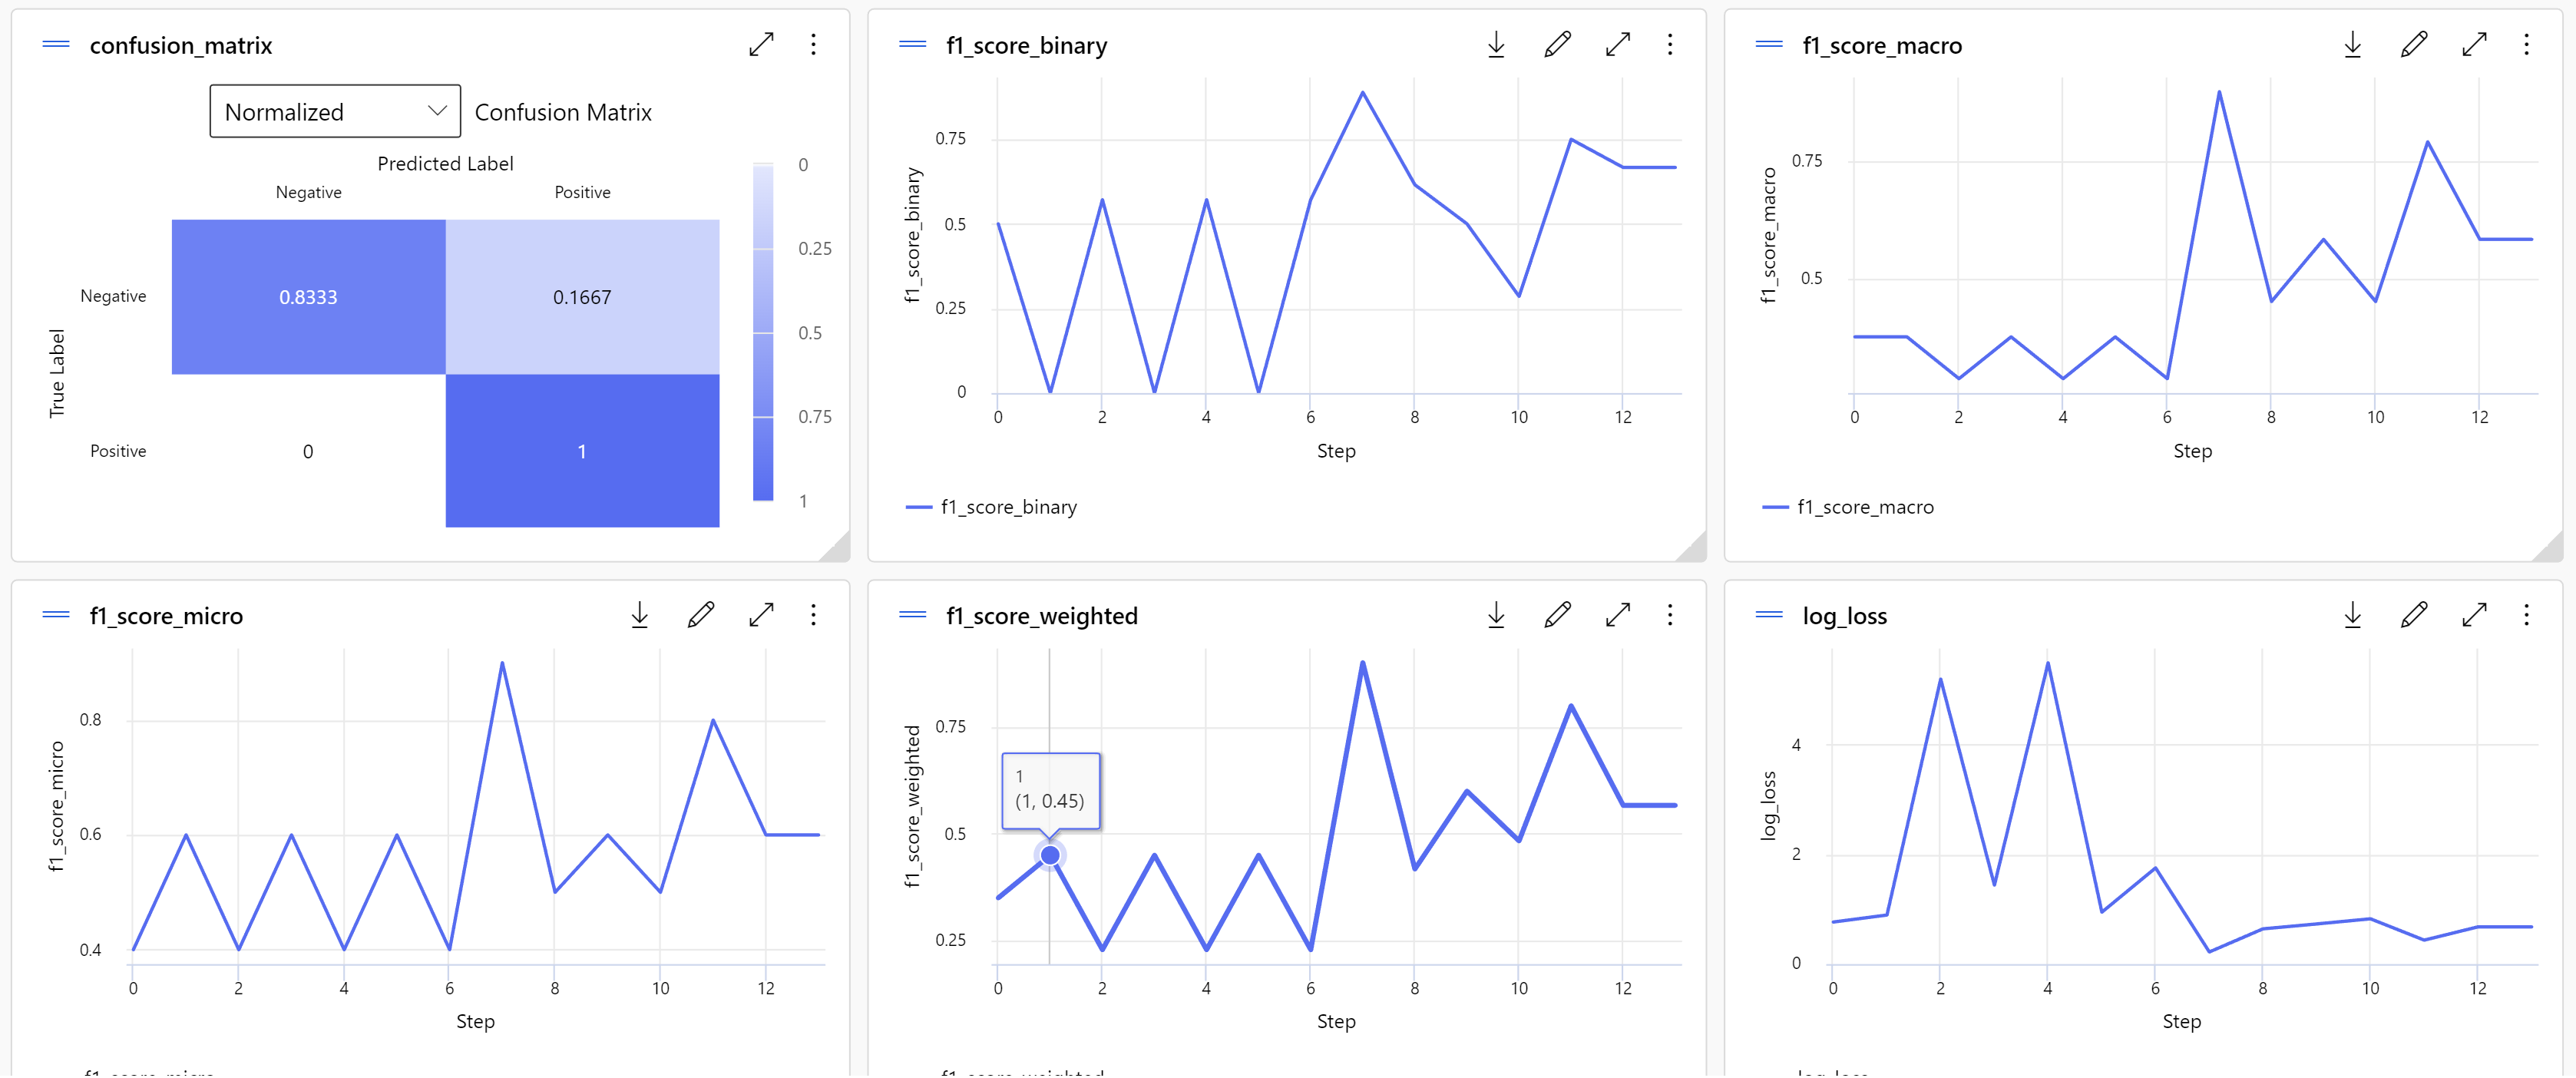 confusion_matrix
Normalized
Confusion Matrix
Predicted Label
Negative Positive
True Label
Negative 0.8333 0.1667
Positive 0 1
0
0.25
0.5
0.75
1
f1_score_binary
f1_score_binary
0.75
0.5
0.25
0
0 2 4 6 8 10 12
Step
f1_score_binary
f1_score_macro
f1_score_macro
0.75
0.5
0 2 4 6 8 10 12
Step
f1_score_macro
f1_score_micro
f1_score_micro
0.8
0.6
0.4
0 2 4 6 8 10 12
Step
f1_score_micro
f1_score_weighted
f1_score_weighted
0.75
0.5
0.25
1
(1, 0.45)
0 2 4 6 8 10 12
Step
f1_score_weighted
log_loss
log_loss
4
2
0
0 2 4 6 8 10 12
Step
log_loss